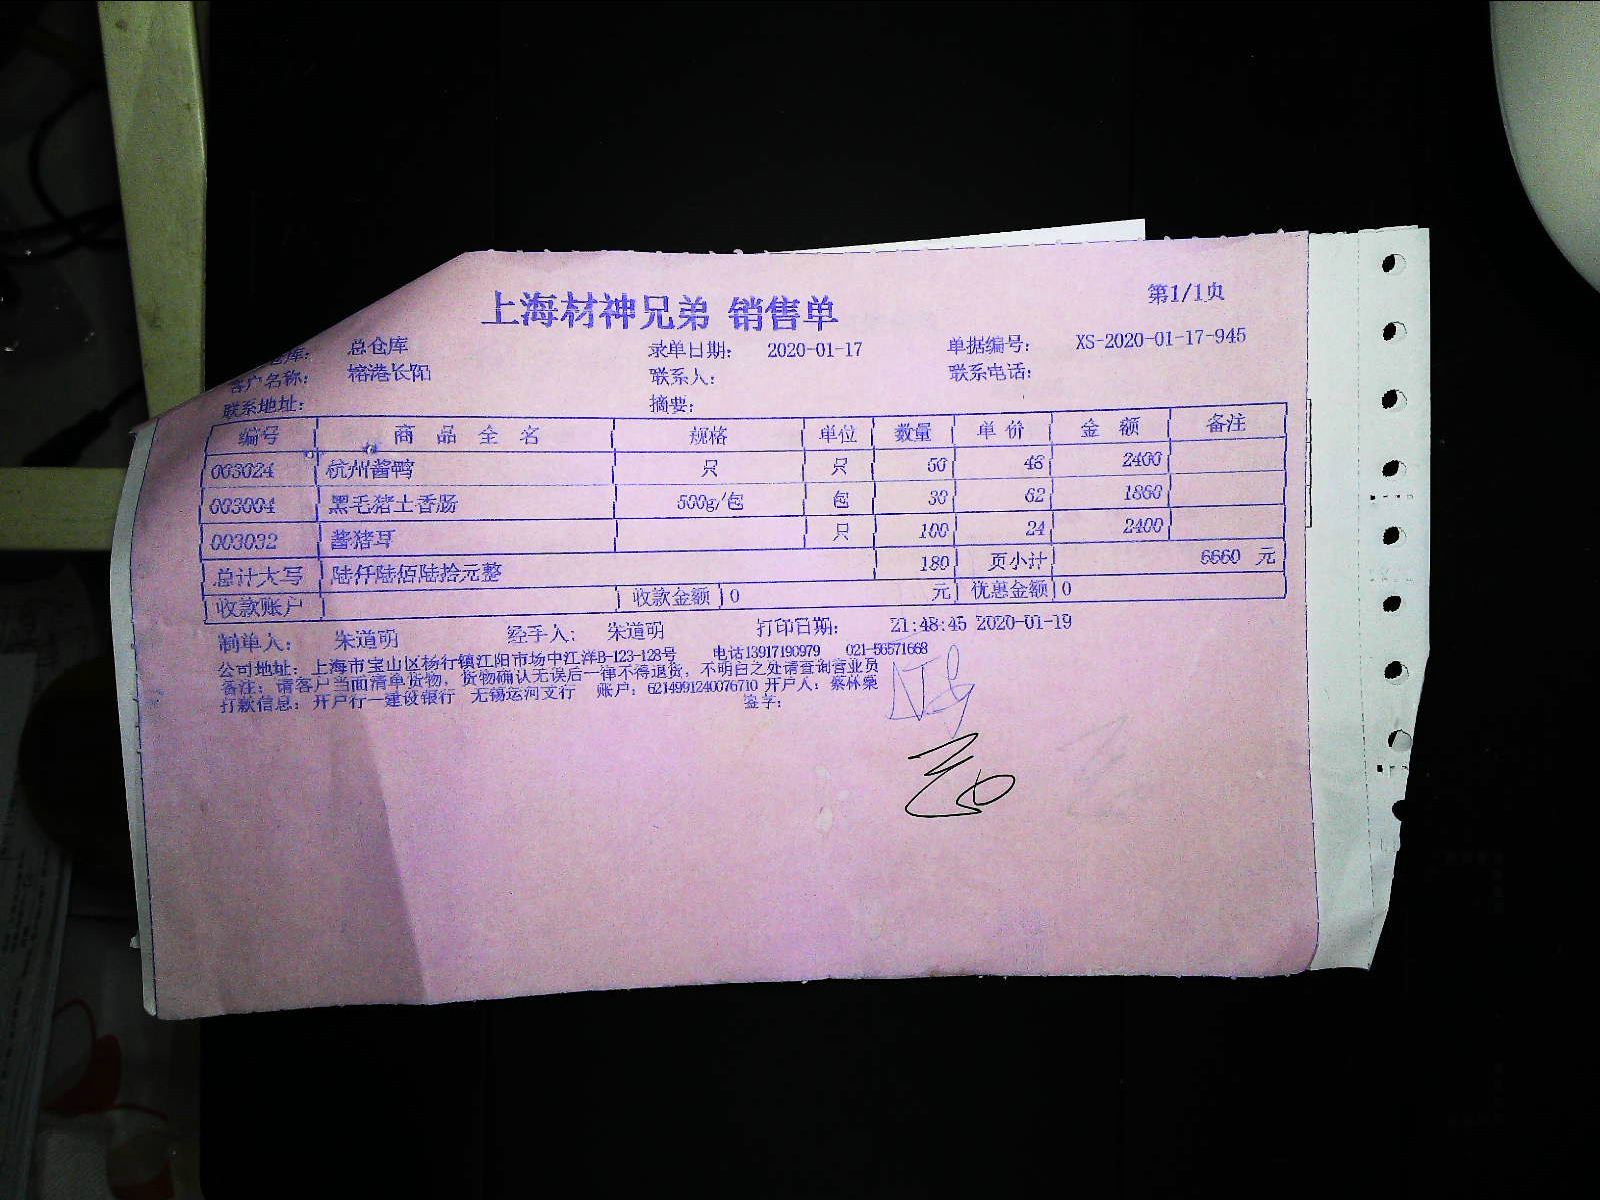 上海材神兄弟 销售单
第1/1页
仓库: 总仓库 录单日期: 2020-01-17 单据编号: XS-2020-01-17-945
客户名称: 榕港长阳 联系人: 联系电话:
联系地址: 摘要:
编号 商品全名 规格 单位 数量 单价 金额 备注
003024 杭州酱鸭 只 只 50 48 2400
003004 黑毛猪土香肠 500g/包 包 30 62 1860
003032 酱猪耳 只 100 24 2400
总计大写 陆仟陆佰陆拾元整 180 页小计 6660 元
收款账户 收款金额 0 元 优惠金额 0
制单人: 朱道明 经手人: 朱道明 打印日期: 21:48:45 2020-01-19
公司地址: 上海市宝山区杨行镇江阳市场中江洋B-123-128号 电话13917190979 021-56571668
备注: 请客户当面清单货物, 货物确认无误后一律不得退货, 不明白之处请查询营业员
打款信息: 开户行一建设银行 无锡运河支行 账户: 6214991240076710 开户人: 蔡林荣
签字: